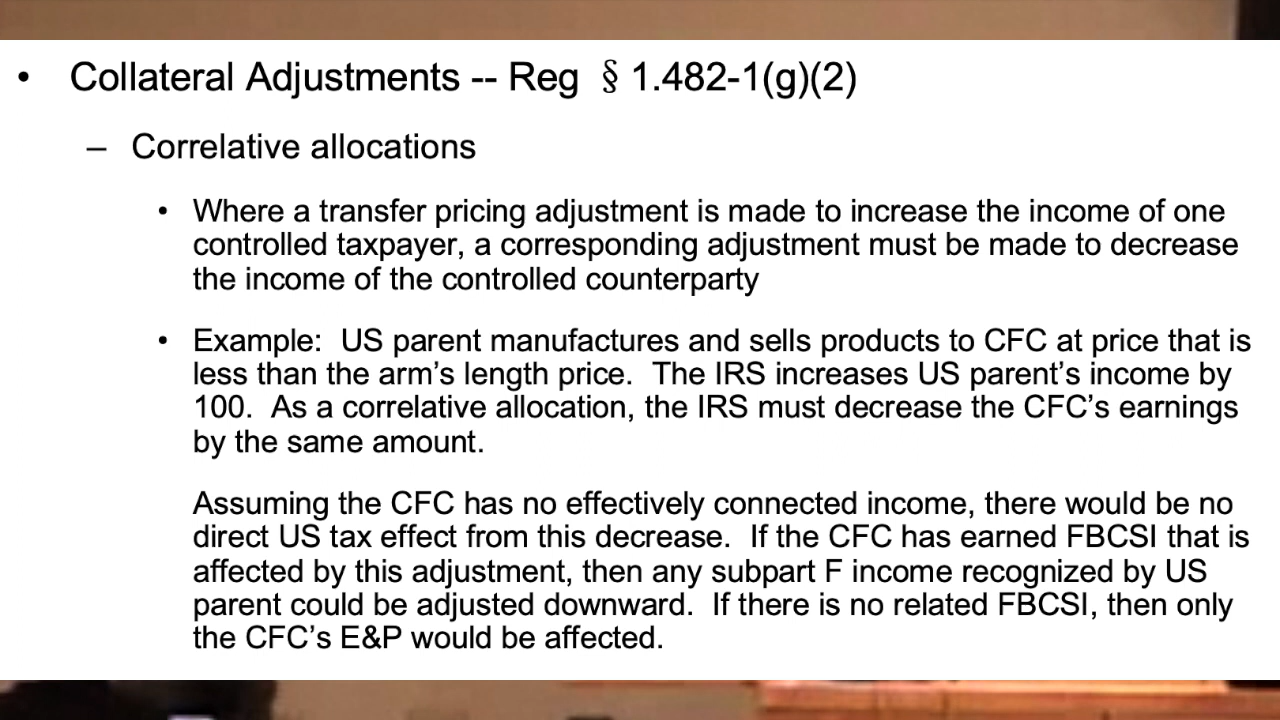 • Collateral Adjustments -- Reg § 1.482-1(g)(2)
– Correlative allocations
• Where a transfer pricing adjustment is made to increase the income of one
controlled taxpayer, a corresponding adjustment must be made to decrease
the income of the controlled counterparty
• Example: US parent manufactures and sells products to CFC at price that is
less than the arm’s length price. The IRS increases US parent’s income by
100. As a correlative allocation, the IRS must decrease the CFC’s earnings
by the same amount.
Assuming the CFC has no effectively connected income, there would be no
direct US tax effect from this decrease. If the CFC has earned FBCSI that is
affected by this adjustment, then any subpart F income recognized by US
parent could be adjusted downward. If there is no related FBCSI, then only
the CFC’s E&P would be affected.